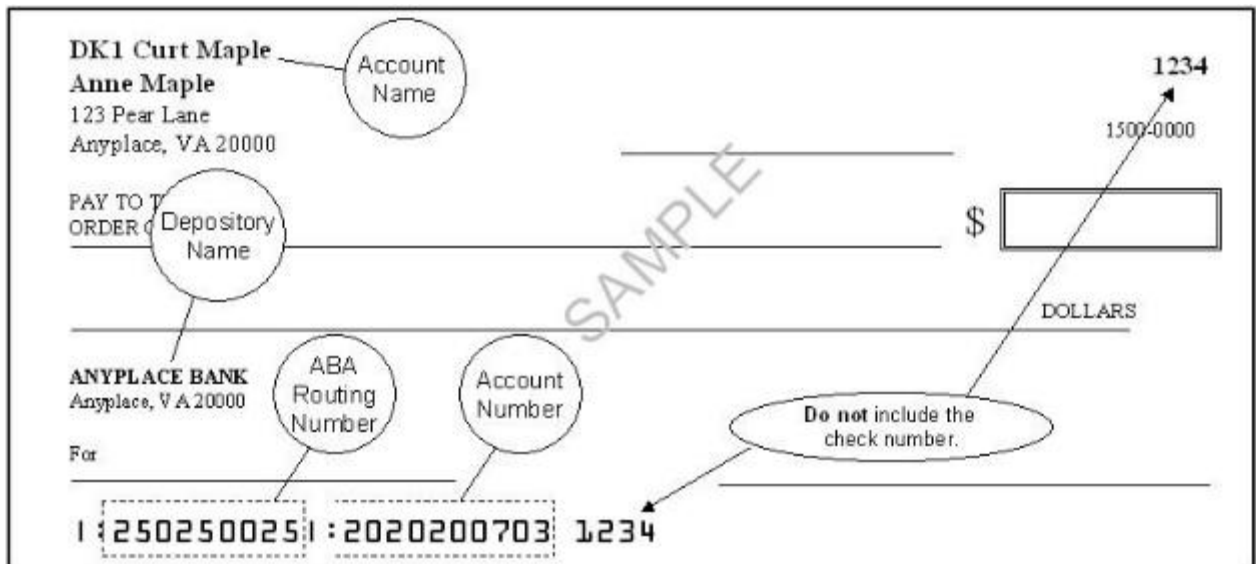 DK1 Curt Maple
Anne Maple
123 Pear Lane
Anyplace, VA 20000
Account
Name
1234
1500-0000
PAY TO T
ORDER O
Depository
Name
$
SAMPLE
DOLLARS
ANYPLACE BANK
Anyplace, VA 20000
ABA
Routing
Number
Account
Number
Do not include the
check number.
For
|:250250025|:2020200703 1234